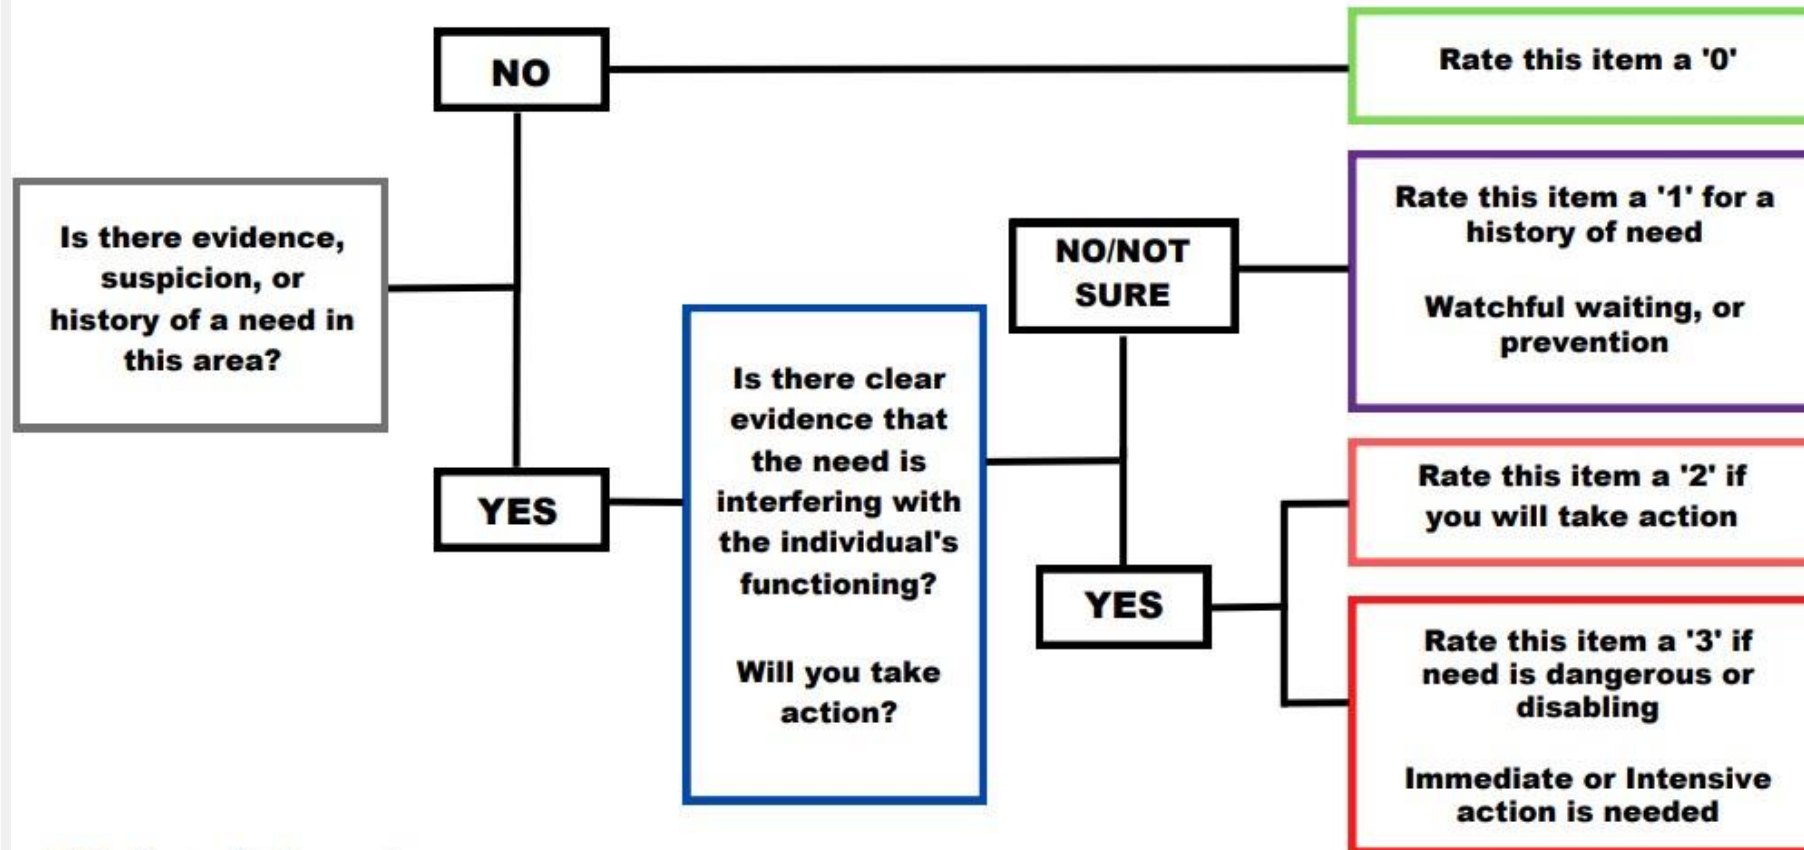 NO
Rate this item a '0'
Is there evidence,
suspicion, or
history of a need in
this area?
YES
Is there clear
evidence that
the need is
interfering with
the individual's
functioning?
Will you take
action?
NO/NOT
SURE
Rate this item a '1' for a
history of need
Watchful waiting, or
prevention
YES
Rate this item a '2' if
you will take action
Rate this item a '3' if
need is dangerous or
disabling
Immediate or Intensive
action is needed